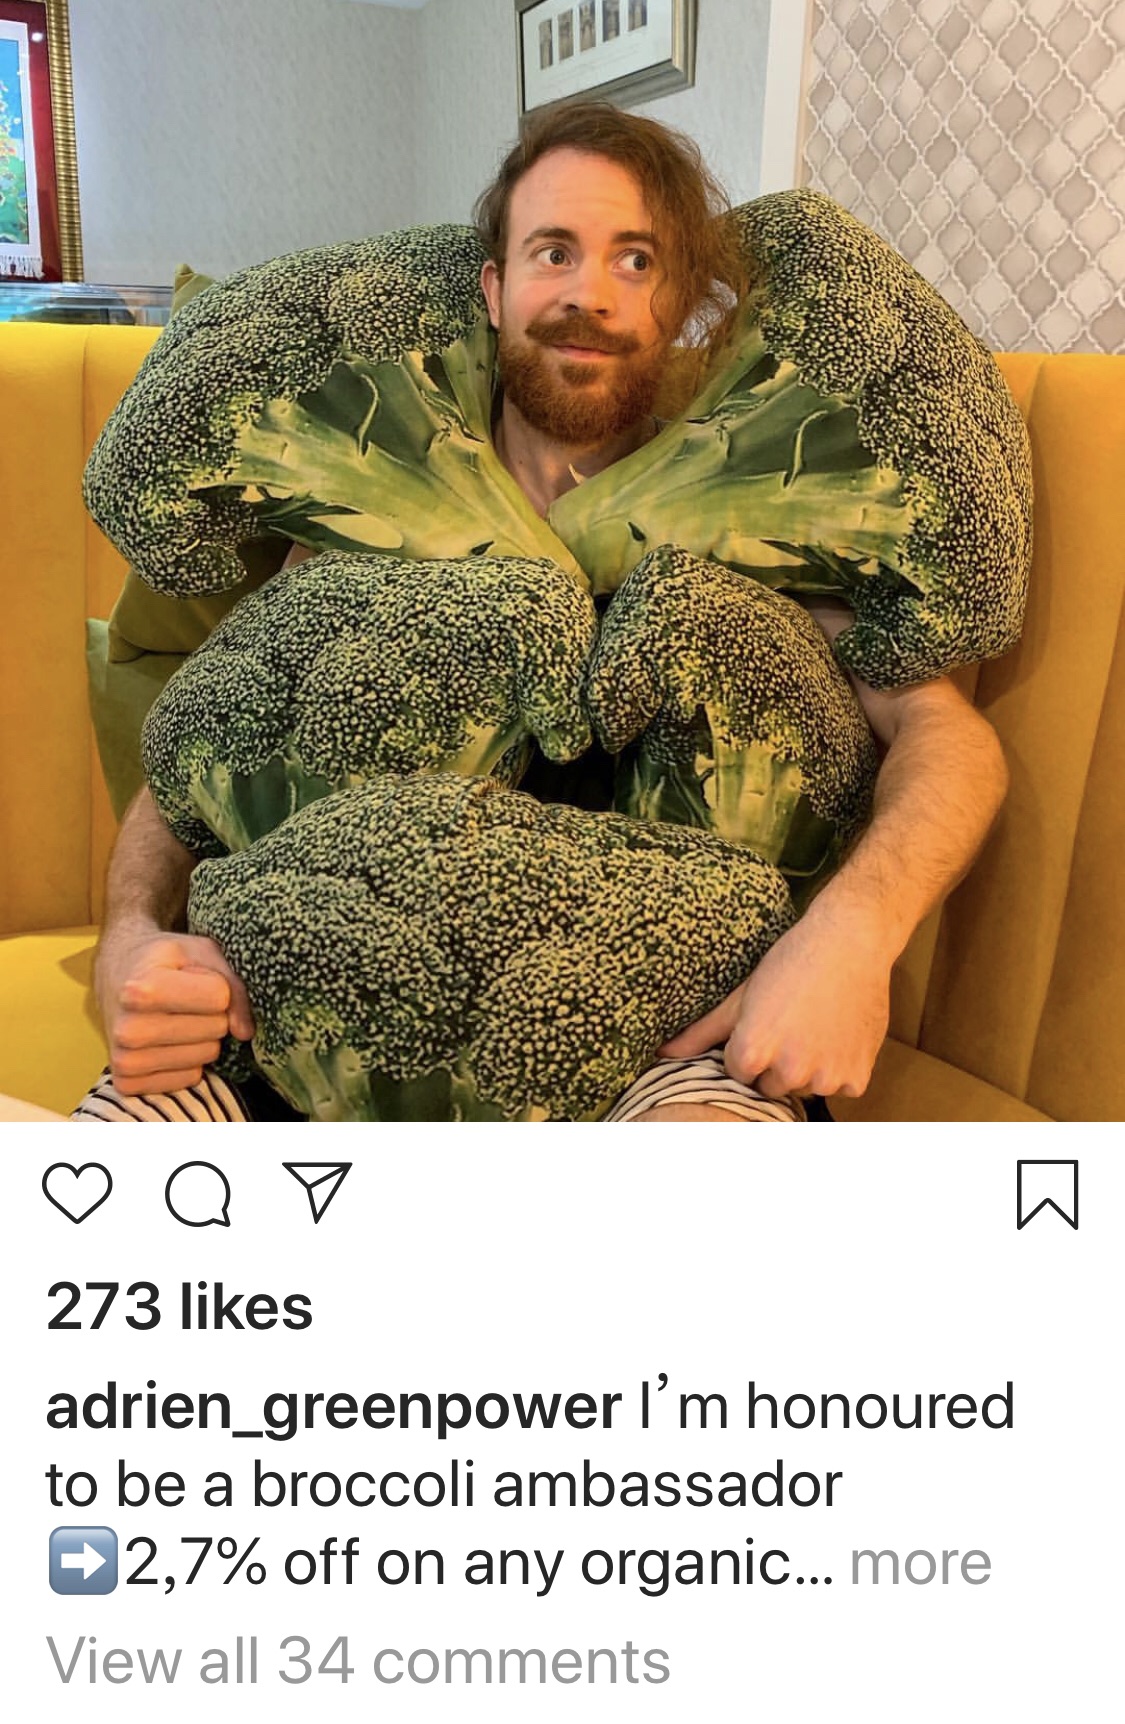 273 likes
adrien_greenpower I’m honoured
to be a broccoli ambassador
➡️2,7% off on any organic... more
View all 34 comments